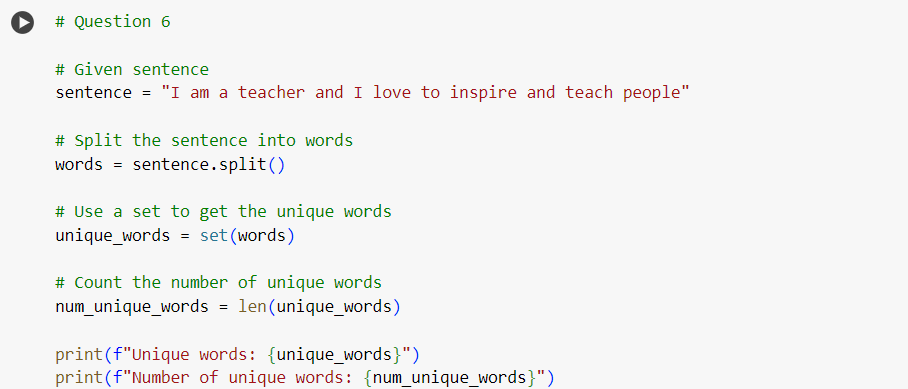 # Question 6
# Given sentence
sentence = "I am a teacher and I love to inspire and teach people"
# Split the sentence into words
words = sentence.split()
# Use a set to get the unique words
unique_words = set(words)
# Count the number of unique words
num_unique_words = len(unique_words)
print(f"Unique words: {unique_words}")
print(f"Number of unique words: {num_unique_words}")